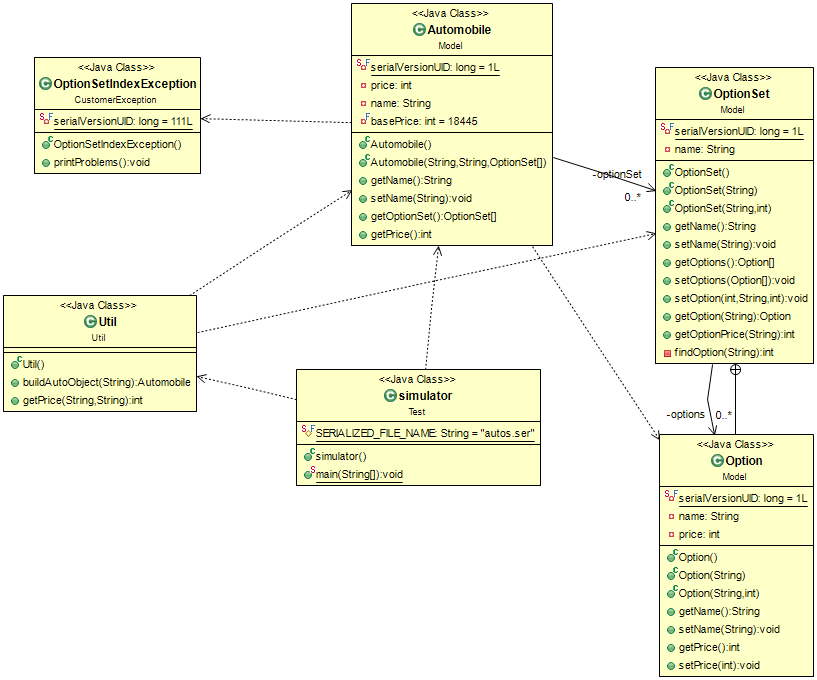 <<Java Class>>
Automobile
Model
serialVersionUID: long = 1L
price: int
name: String
basePrice: int = 18445
Automobile()
Automobile(String,String,OptionSet[])
getName():String
setName(String):void
getOptionSet():OptionSet[]
getPrice():int
<<Java Class>>
OptionSetIndexException
CustomerException
serialVersionUID: long = 111L
OptionSetIndexException()
printProblems():void
<<Java Class>>
OptionSet
Model
serialVersionUID: long = 1L
name: String
OptionSet()
OptionSet(String)
OptionSet(String,int)
getName():String
setName(String):void
getOptions():Option[]
setOptions(Option[]):void
setOption(int,String,int):void
getOption(String):Option
getOptionPrice(String):int
findOption(String):int
-optionSet
0..*
<<Java Class>>
Util
Util
Util()
buildAutoObject(String):Automobile
getPrice(String,String):int
<<Java Class>>
simulator
Test
SERIALIZED_FILE_NAME: String = "autos.ser"
simulator()
main(String[]):void
-options
0..*
<<Java Class>>
Option
Model
serialVersionUID: long = 1L
name: String
price: int
Option()
Option(String)
Option(String,int)
getName():String
setName(String):void
getPrice():int
setPrice(int):void